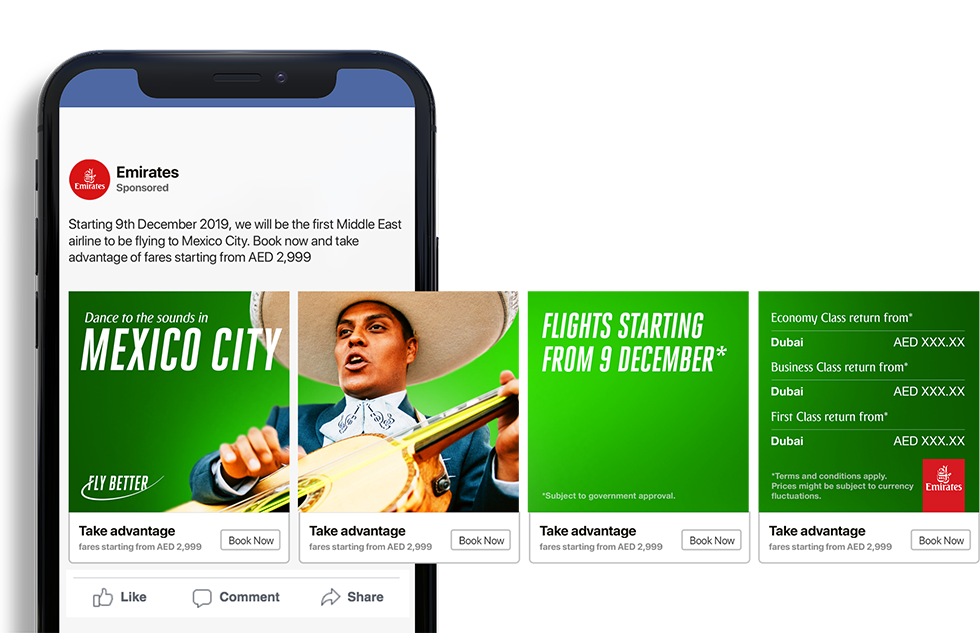 Emirates
Emirates
Sponsored
Starting 9th December 2019, we will be the first Middle East
airline to be flying to Mexico City. Book now and take
advantage of fares starting from AED 2,999
Dance to the sounds in
MEXICO CITY
FLY BETTER
Take advantage
fares starting from AED 2,999
Book Now
Take advantage
fares starting from AED 2,999
Book Now
FLIGHTS STARTING
FROM 9 DECEMBER*
*Subject to government approval.
Take advantage
fares starting from AED 2,999
Book Now
Economy Class return from*
Dubai AED XXX.XX
Business Class return from*
Dubai AED XXX.XX
First Class return from*
Dubai AED XXX.XX
*Terms and conditions apply.
Prices might be subject to currency
fluctuations.
Emirates
Take advantage
fares starting from AED 2,999
Book Now
Like Comment Share